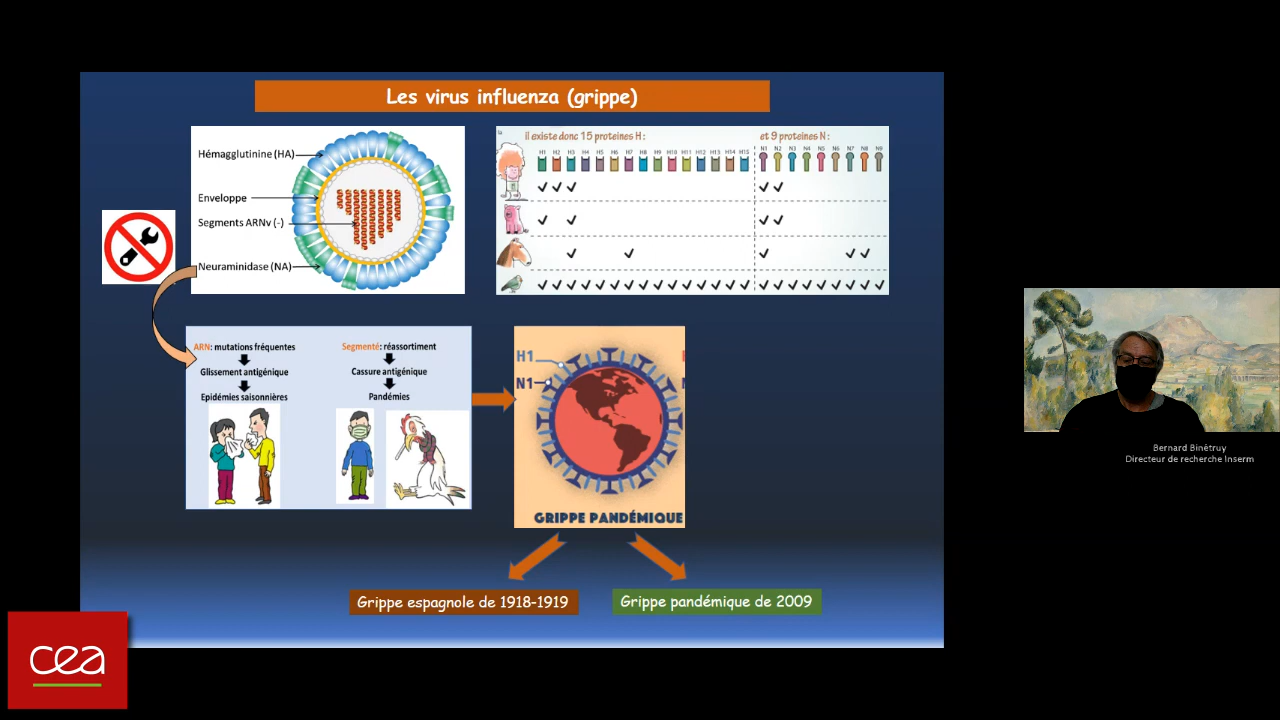 Les virus influenza (grippe)
Hémagglutinine (HA)
Enveloppe
Segments ARNv (-)
Neuraminidase (NA)
il existe donc 15 proteines H :
et 9 proteines N :
H1 H2 H3 H4 H5 H6 H7 H8 H9 H10 H11 H12 H13 H14 H15
N1 N2 N3 N4 N5 N6 N7 N8 N9
ARN: mutations fréquentes
Glissement antigénique
Epidémies saisonnières
Segmenté: réassortiment
Cassure antigénique
Pandémies
H1
N1
GRIPPE PANDÉMIQUE
Grippe espagnole de 1918-1919
Grippe pandémique de 2009
Bernard Binétruy
Directeur de recherche Inserm
cea